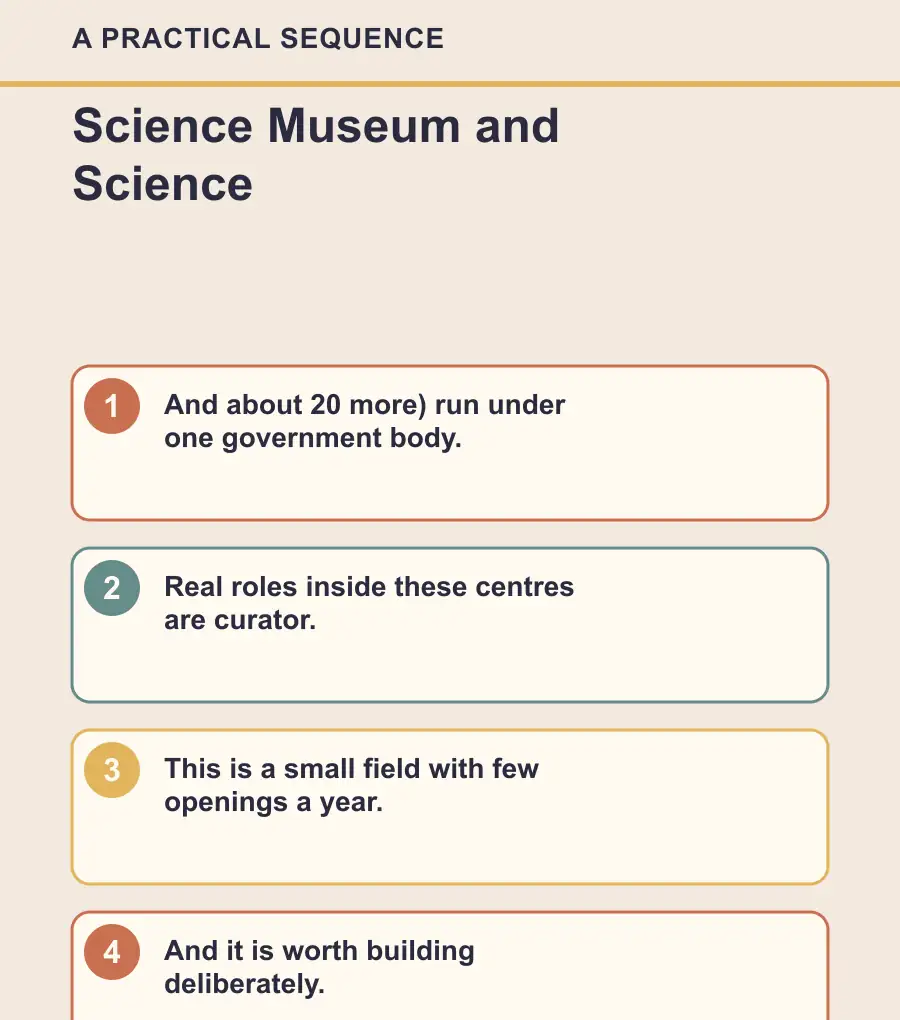 A PRACTICAL SEQUENCE
Science Museum and
Science
1
And about 20 more) run under
one government body.
2
Real roles inside these centres
are curator.
3
This is a small field with few
openings a year.
4
And it is worth building
deliberately.